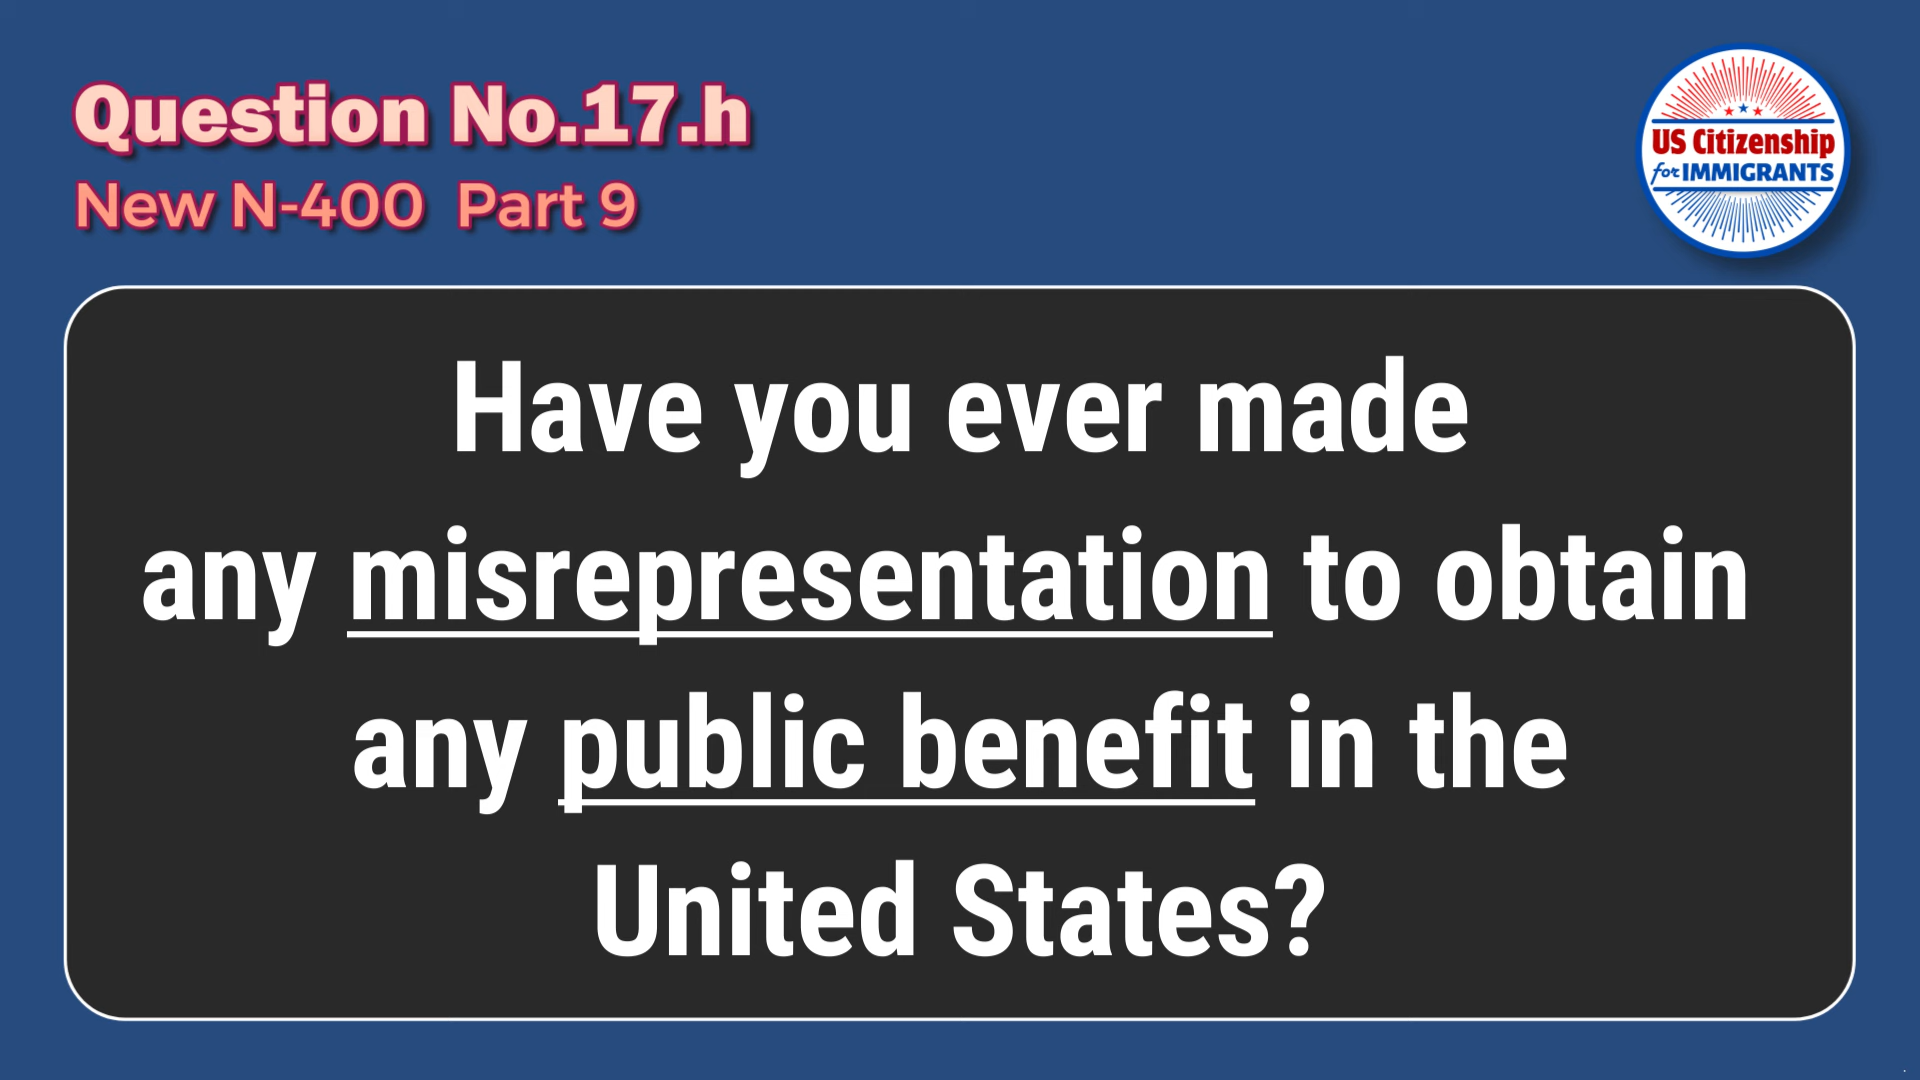 Question No.17.h
New N-400 Part 9
US Citizenship
for IMMIGRANTS
Have you ever made
any misrepresentation to obtain
any public benefit in the
United States?